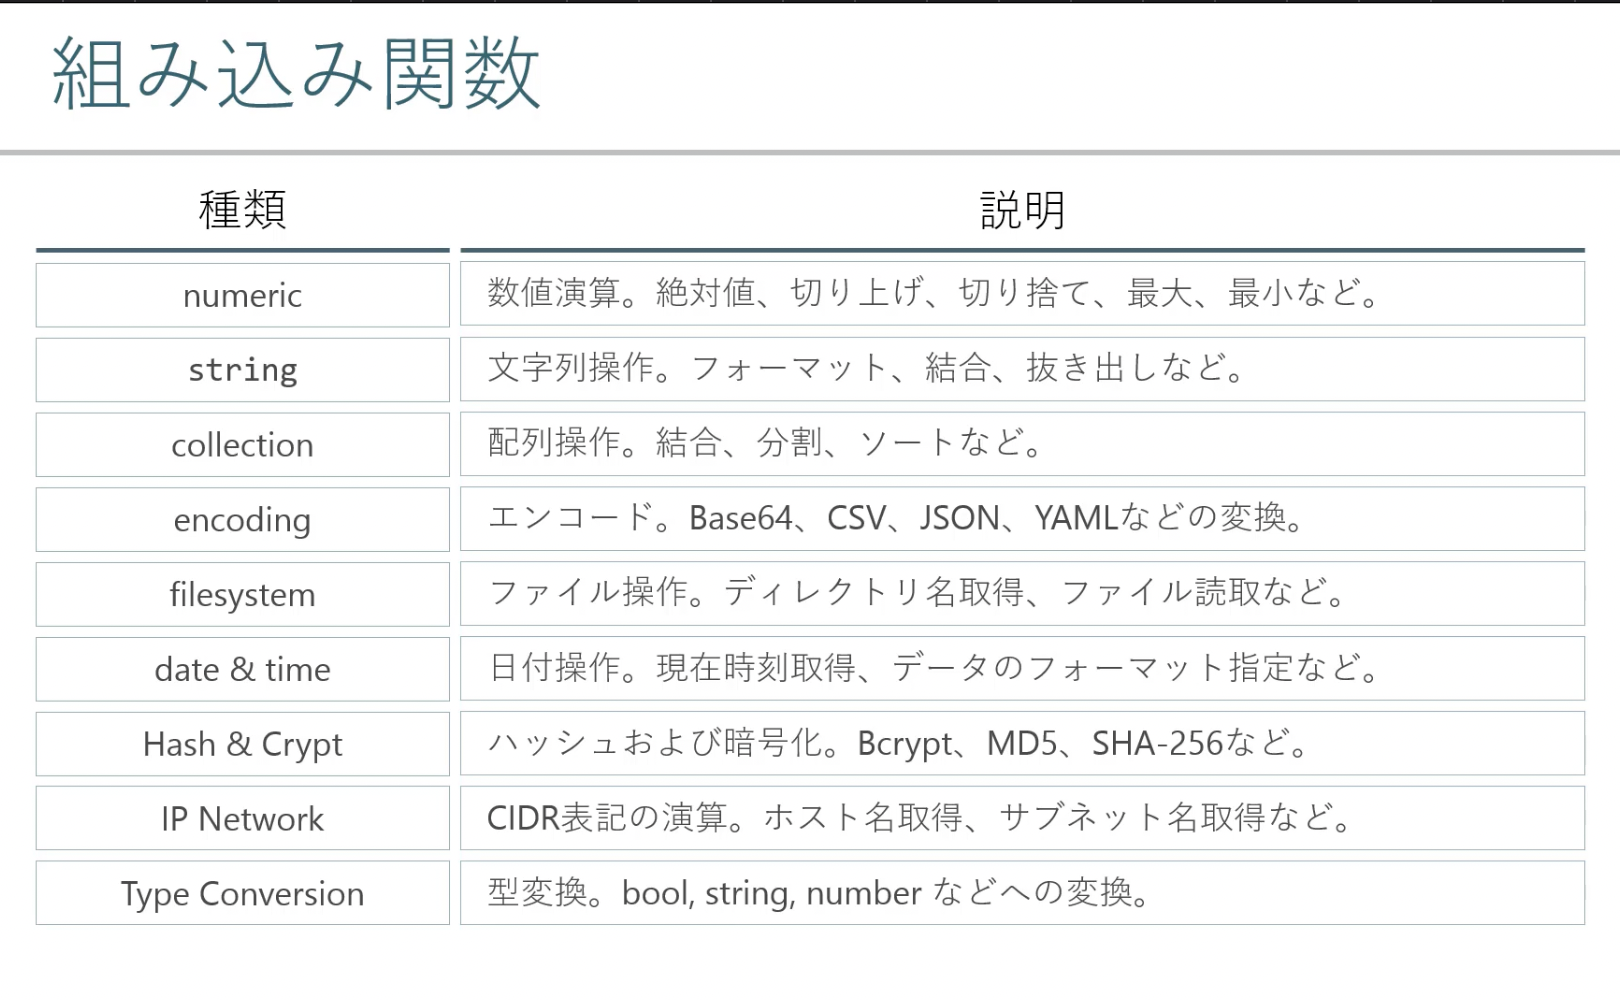 組み込み関数
種類
説明
numeric
数値演算。絶対値、切り上げ、切り捨て、最大、最小など。
string
文字列操作。フォーマット、結合、抜き出しなど。
collection
配列操作。結合、分割、ソートなど。
encoding
エンコード。Base64、CSV、JSON、YAMLなどの変換。
filesystem
ファイル操作。ディレクトリ名取得、ファイル読取など。
date & time
日付操作。現在時刻取得、データのフォーマット指定など。
Hash & Crypt
ハッシュおよび暗号化。Bcrypt、MD5、SHA-256など。
IP Network
CIDR表記の演算。ホスト名取得、サブネット名取得など。
Type Conversion
型変換。bool, string, number などへの変換。